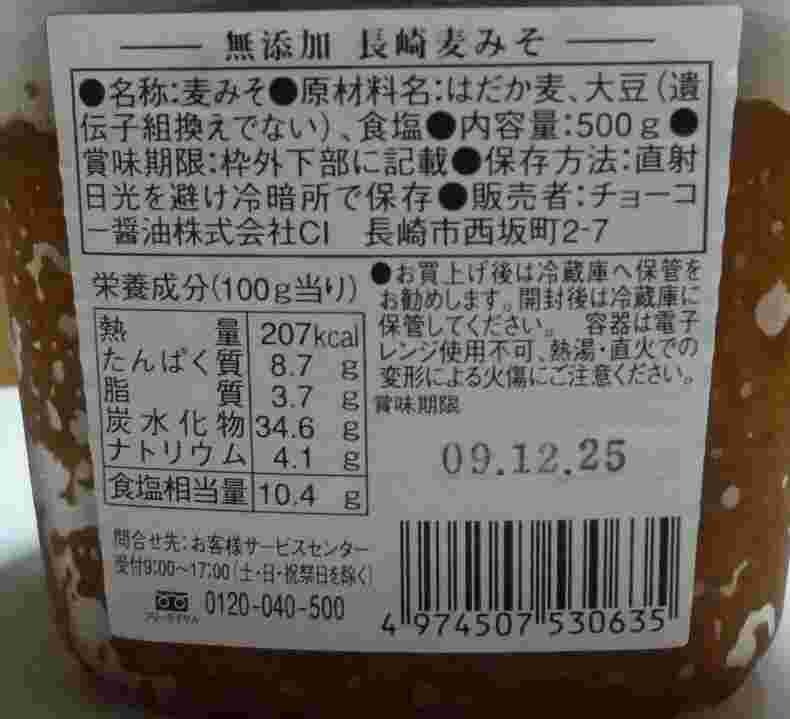 無添加 長崎麦みそ
●名称:麦みそ●原材料名:はだか麦、大豆(遺
伝子組換えでない)、食塩●内容量:500g●
賞味期限:枠外下部に記載●保存方法:直射
日光を避け冷暗所で保存●販売者:チョーコ
ー醤油株式会社CI 長崎市西坂町2-7
栄養成分(100g当り)
熱量 207kcal
たんぱく質 8.7 g
脂質 3.7 g
炭水化物 34.6 g
ナトリウム 4.1 g
食塩相当量 10.4 g
●お買上げ後は冷蔵庫へ保管を
お勧めします。開封後は冷蔵庫に
保管してください。 容器は電子
レンジ使用不可、熱湯・直火での
変形による火傷にご注意ください。
賞味期限
09.12.25
問合せ先:お客様サービスセンター
受付9:00~17:00(土・日・祝祭日を除く)
フリーダイヤル 0120-040-500
4 974507 530635